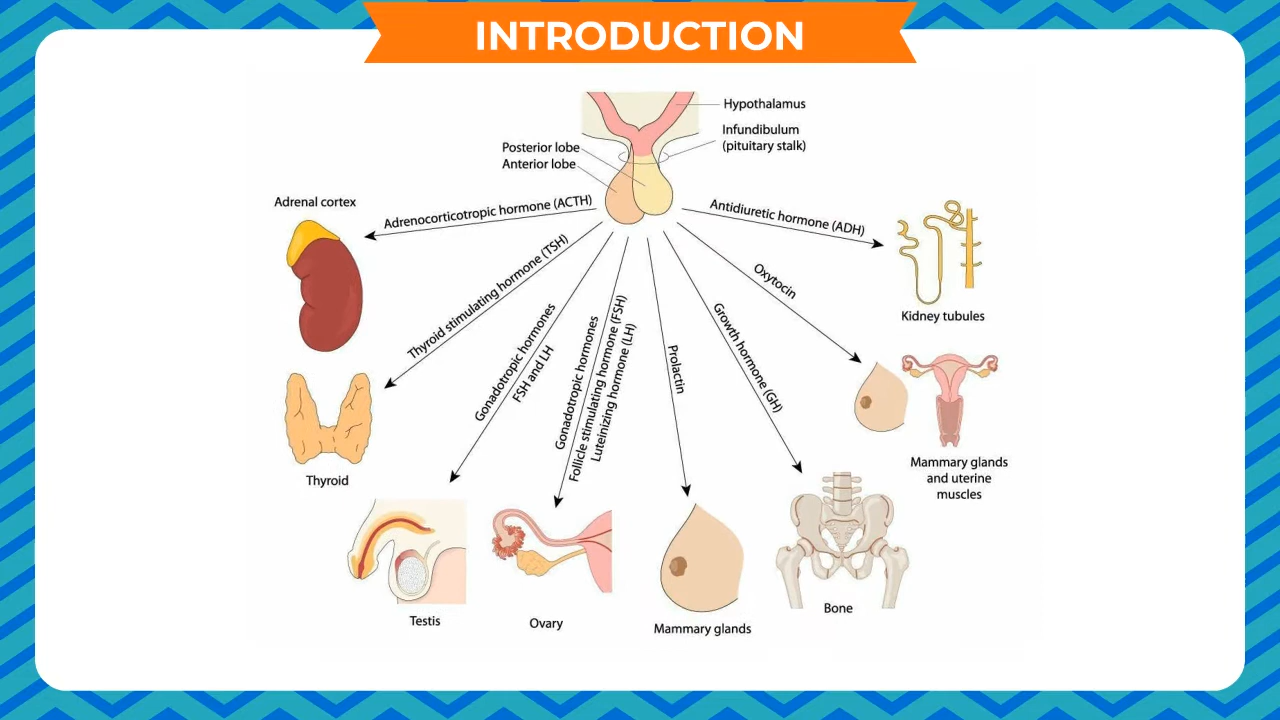 INTRODUCTION
Hypothalamus
Infundibulum
(pituitary stalk)
Posterior lobe
Anterior lobe
Adrenal cortex
Adrenocorticotropic hormone (ACTH)
Antidiuretic hormone (ADH)
Thyroid stimulating hormone (TSH)
Oxytocin
Kidney tubules
Gonadotropic hormones
FSH and LH
Gonadotropic hormones
Follicle stimulating hormone (FSH)
Luteinizing hormone (LH)
Prolactin
Growth hormone (GH)
Thyroid
Mammary glands
and uterine
muscles
Testis
Ovary
Mammary glands
Bone